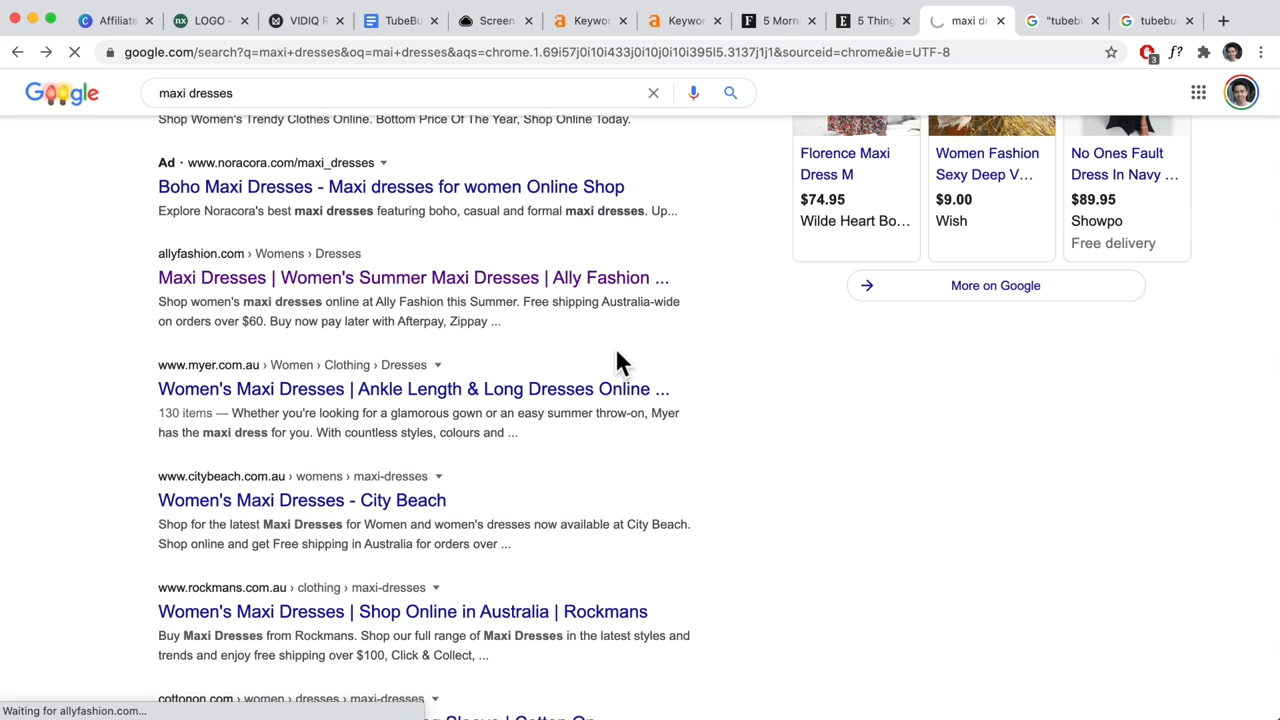 Affiliate
LOGO -
VIDIQ R
TubeBu
Screen
Keywor
Keywor
5 Morn
5 Thing
maxi dr
"tubeb
tubebu
google.com/search?q=maxi+dresses&oq=mai+dresses&aqs=chrome.1.69i57j0i10i433j0i10j0i10i395l5.3137j1j1&sourceid=chrome&ie=UTF-8
3
f?
Google
maxi dresses
Shop Women's Trendy Clothes Online. Bottom Price Of The Year, Shop Online Today.
Ad · www.noracora.com/maxi_dresses
Boho Maxi Dresses - Maxi dresses for women Online Shop
Explore Noracora's best maxi dresses featuring boho, casual and formal maxi dresses. Up...
allyfashion.com › Womens › Dresses
Maxi Dresses | Women's Summer Maxi Dresses | Ally Fashion ...
Shop women's maxi dresses online at Ally Fashion this Summer. Free shipping Australia-wide
on orders over $60. Buy now pay later with Afterpay, Zippay ...
www.myer.com.au › Women › Clothing › Dresses
Women's Maxi Dresses | Ankle Length & Long Dresses Online ...
130 items — Whether you're looking for a glamorous gown or an easy summer throw-on, Myer
has the maxi dress for you. With countless styles, colours and ...
www.citybeach.com.au › womens › maxi-dresses
Women's Maxi Dresses - City Beach
Shop for the latest Maxi Dresses for Women and women's dresses now available at City Beach.
Shop online and get Free shipping in Australia for orders over ...
www.rockmans.com.au › clothing › maxi-dresses
Women's Maxi Dresses | Shop Online in Australia | Rockmans
Buy Maxi Dresses from Rockmans. Shop our full range of Maxi Dresses in the latest styles and
trends and enjoy free shipping over $100, Click & Collect, ...
cottonon.com › women › dresses › maxi-dresses
Sleeve | Cotton On
Florence Maxi
Dress M
$74.95
Wilde Heart Bo...
Women Fashion
Sexy Deep V...
$9.00
Wish
No Ones Fault
Dress In Navy ...
$89.95
Showpo
Free delivery
More on Google
Waiting for allyfashion.com...